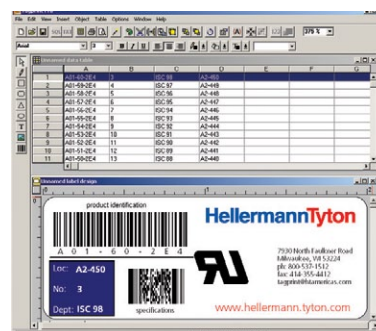 File Edit View Insert Object Table Options Window Help
375 %
Arial
Unnamed data table
A B C D E F G
1 A01-60-2E4 3 ISC 98 A2-450
2 A01-59-2E4 4 ISC 97 A2-449
3 A01-58-2E4 5 ISC 96 A2-448
4 A01-57-2E4 6 ISC 95 A2-447
5 A01-56-2E4 7 ISC 94 A2-446
6 A01-55-2E4 8 ISC 93 A2-445
7 A01-54-2E4 9 ISC 92 A2-444
8 A01-53-2E4 10 ISC 91 A2-443
9 A01-52-2E4 11 ISC 90 A2-442
10 A01-51-2E4 12 ISC 89 A2-441
11 A01-50-2E4 13 ISC 88 A2-440
Unnamed label design
product identification
A 0 1 - 6 0 - 2 E 4
HellermannTyton
Loc: A2-450
No: 3
Dept: ISC 98
specifications
7930 North Faulkner Road
Milwaukee, WI 53224
ph: 800-537-1512
fax: 414-355-4412
tagprint@htamericas.com
www.hellermann.tyton.com